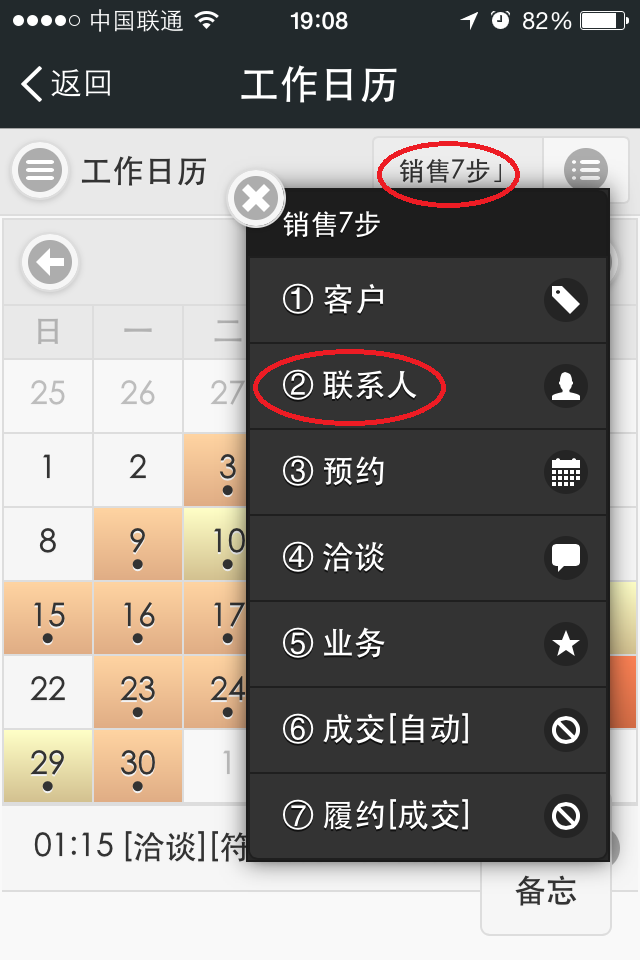 中国联通 19:08 82%
返回 工作日历
工作日历 销售7步」
销售7步
① 客户
② 联系人
③ 预约
④ 洽谈
⑤ 业务
⑥ 成交[自动]
⑦ 履约[成交]
日 一 二
25 26 27
1 2 3
8 9 10
15 16 17
22 23 24
29 30 1
01:15 [洽谈][符
备忘